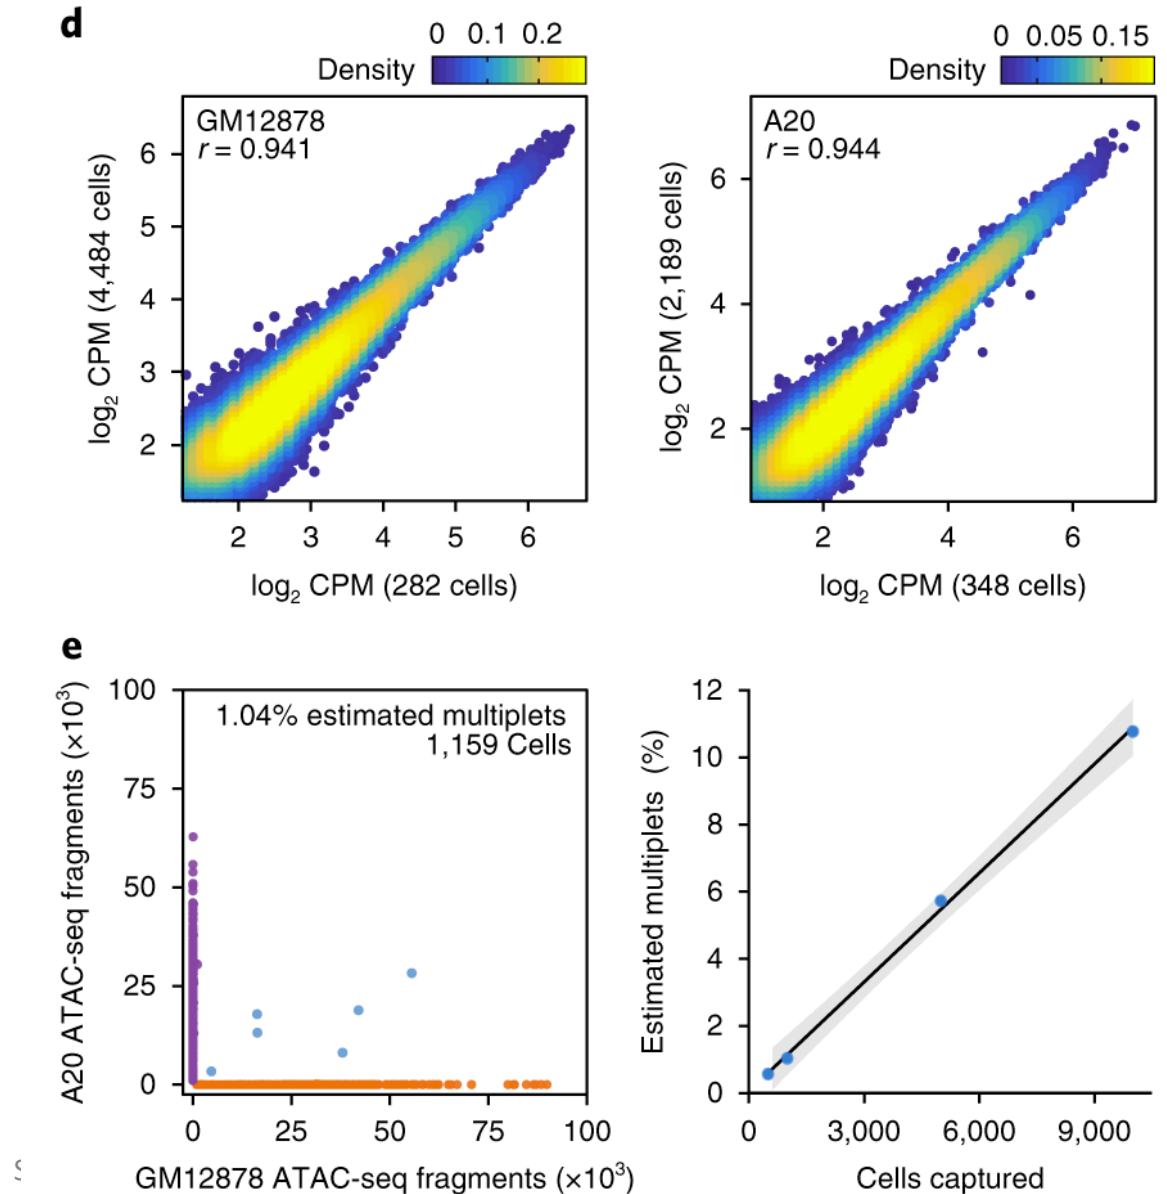 d
0 0.1 0.2
Density
GM12878
r = 0.941
6
5
4
3
2
log2 CPM (4,484 cells)
2 3 4 5 6
log2 CPM (282 cells)
0 0.05 0.15
Density
A20
r = 0.944
6
4
2
log2 CPM (2,189 cells)
2 4 6
log2 CPM (348 cells)
e
1.04% estimated multiplets
1,159 Cells
100
75
50
25
0
A20 ATAC-seq fragments (×10³)
0 25 50 75 100
GM12878 ATAC-seq fragments (×10³)
12
10
8
6
4
2
0
Estimated multiplets (%)
0 3,000 6,000 9,000
Cells captured